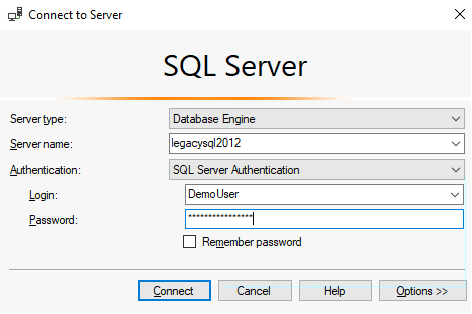 Connect to Server
SQL Server
Server type: Database Engine
Server name: legacysql2012
Authentication: SQL Server Authentication
Login: DemoUser
Password: ****************
Remember password
Connect Cancel Help Options >>